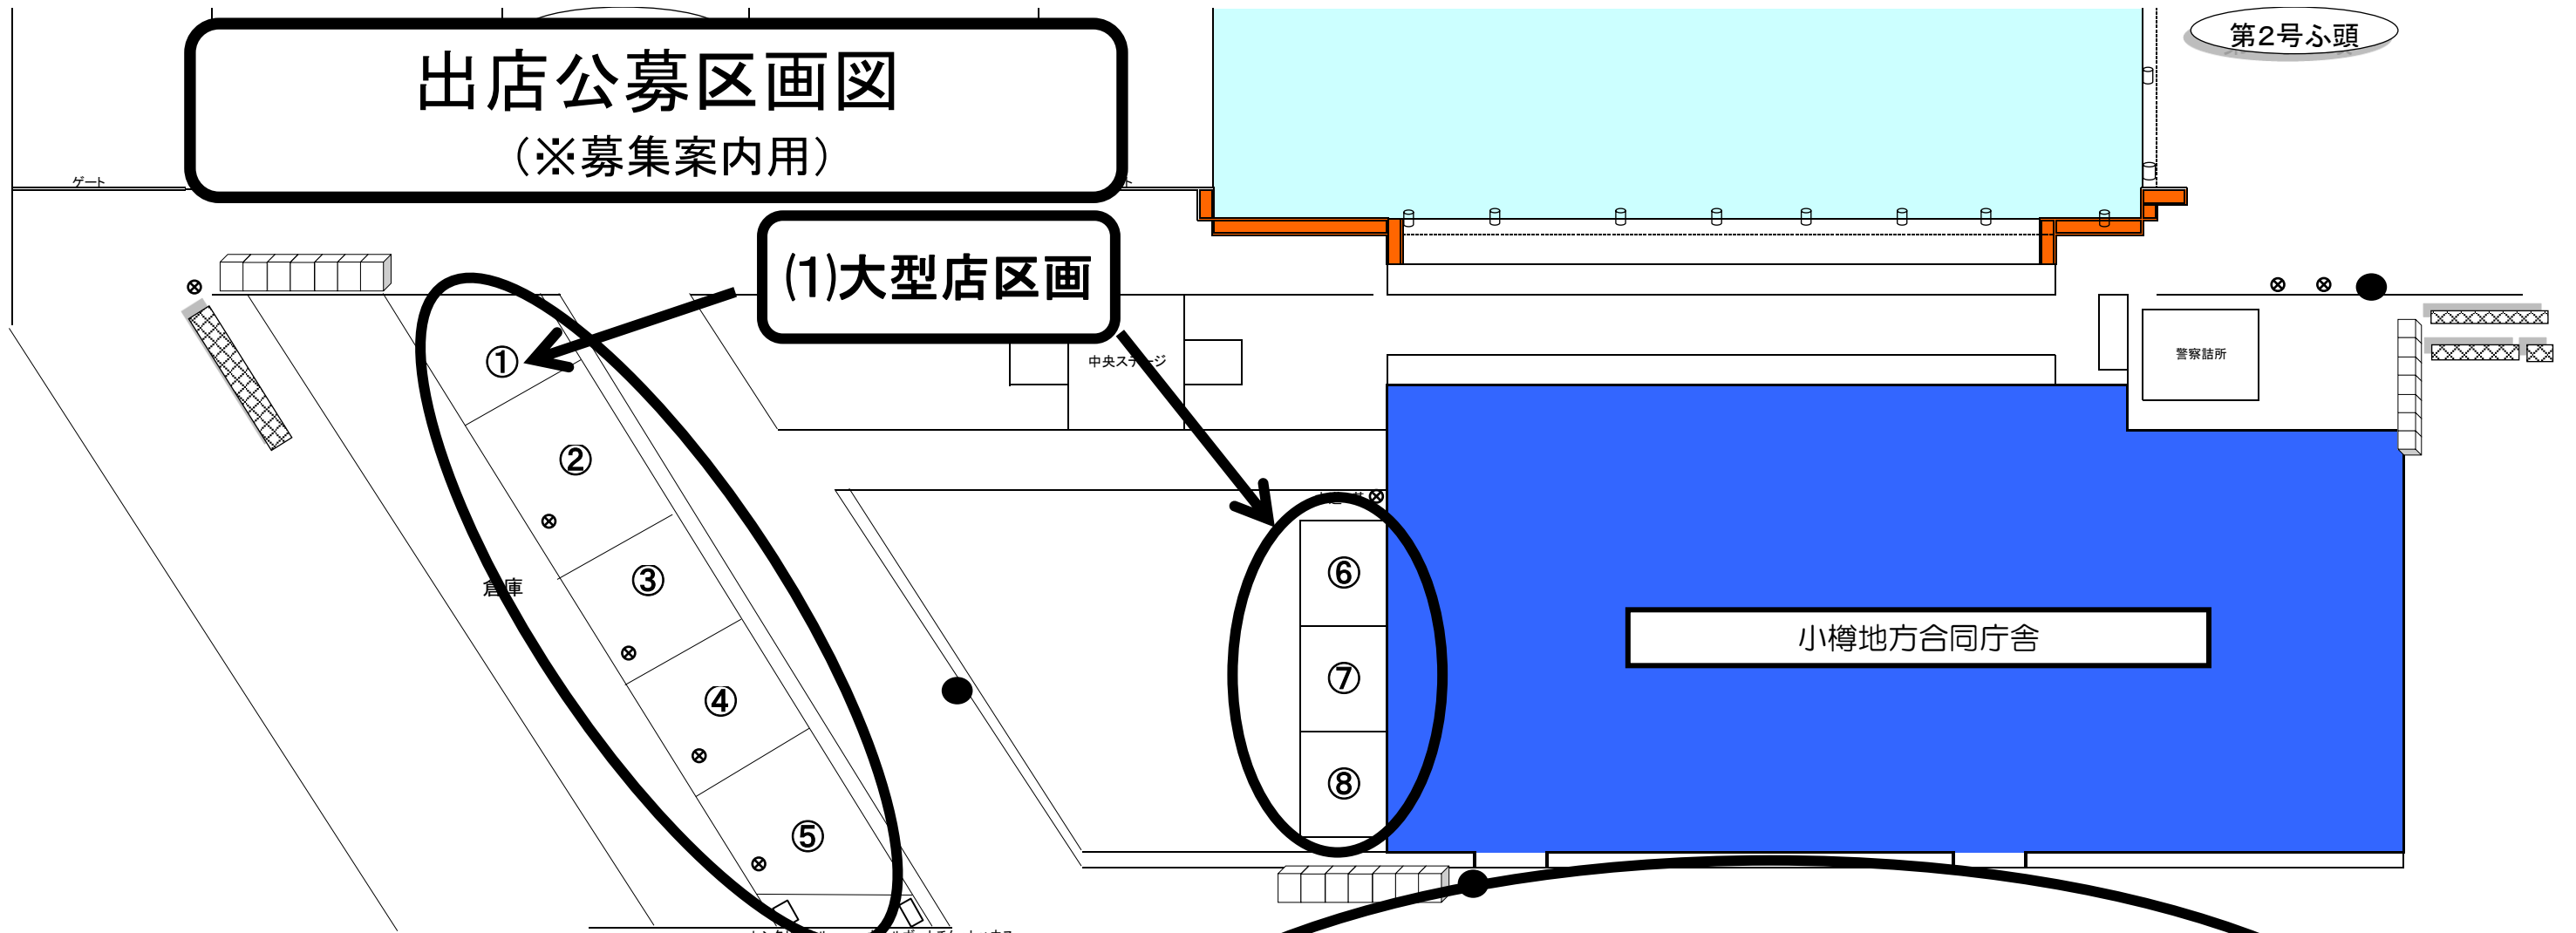 出店公募区画図
（※募集案内用）
第2号ふ頭
ゲート
⑴大型店区画
中央ステージ
警察詰所
①
②
③
倉庫
④
⑤
⑥
⑦
⑧
小樽地方合同庁舎